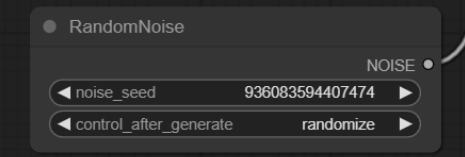 RandomNoise
NOISE
noise_seed 936083594407474
control_after_generate randomize